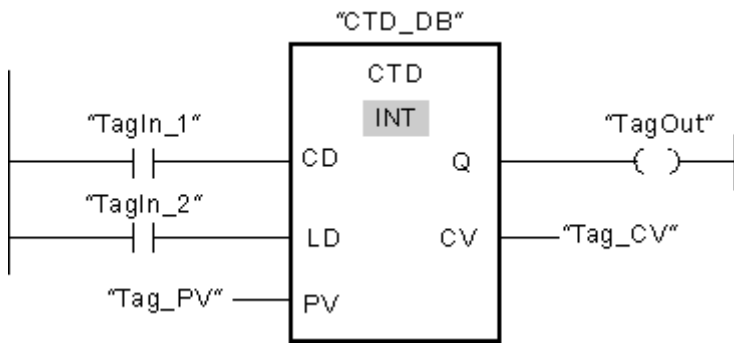 "CTD_DB"
CTD
INT
"TagIn_1"
"TagOut"
CD
Q
"TagIn_2"
LD
CV
"Tag_CV"
"Tag_PV"
PV